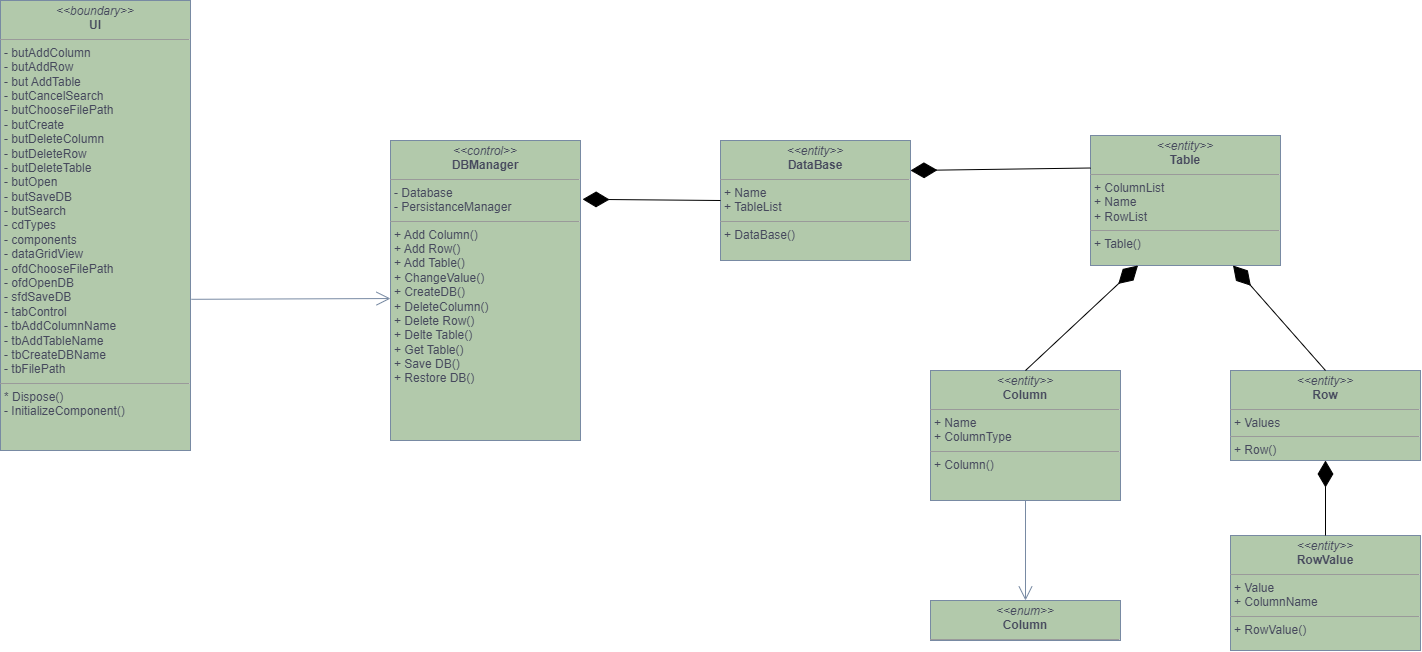 <<boundary>>
UI
- butAddColumn
- butAddRow
- but AddTable
- butCancelSearch
- butChooseFilePath
- butCreate
- butDeleteColumn
- butDeleteRow
- butDeleteTable
- butOpen
- butSaveDB
- butSearch
- cdTypes
- components
- dataGridView
- ofdChooseFilePath
- ofdOpenDB
- sfdSaveDB
- tabControl
- tbAddColumnName
- tbAddTableName
- tbCreateDBName
- tbFilePath
* Dispose()
- InitializeComponent()
<<control>>
DBManager
- Database
- PersistanceManager
+ Add Column()
+ Add Row()
+ Add Table()
+ ChangeValue()
+ CreateDB()
+ DeleteColumn()
+ Delete Row()
+ Delte Table()
+ Get Table()
+ Save DB()
+ Restore DB()
<<entity>>
DataBase
+ Name
+ TableList
+ DataBase()
<<entity>>
Table
+ ColumnList
+ Name
+ RowList
+ Table()
<<entity>>
Column
+ Name
+ ColumnType
+ Column()
<<entity>>
Row
+ Values
+ Row()
<<enum>>
Column
<<entity>>
RowValue
+ Value
+ ColumnName
+ RowValue()